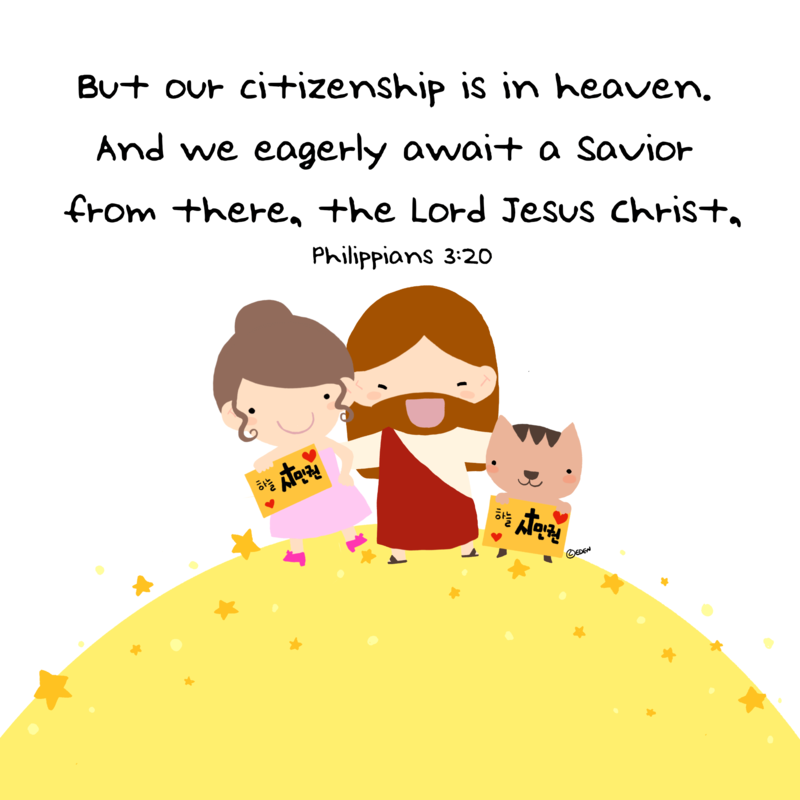 But our citizenship is in heaven.
And we eagerly await a Savior
from there, the Lord Jesus Christ,
Philippians 3:20
하늘 시민권
하늘 시민권
©EDEN